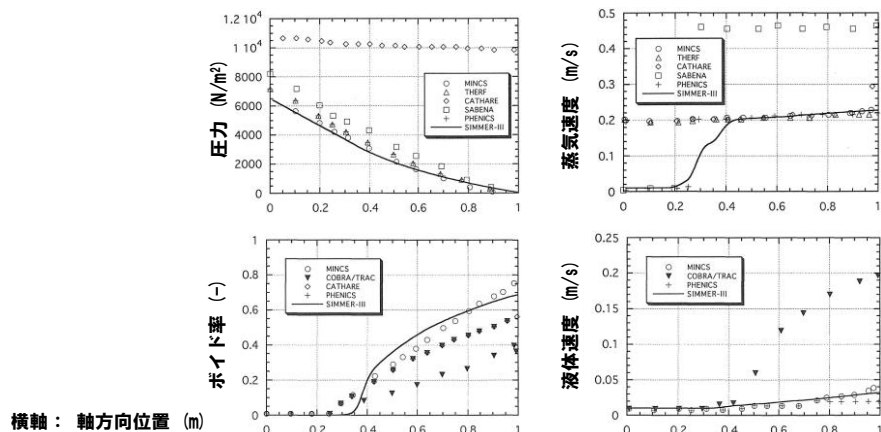 圧力 (N/m²)
1.2 10⁴
1 10⁴
8000
6000
4000
2000
0
MINCS
THERF
CATHARE
SABENA
PHENICS
SIMMER-III
0 0.2 0.4 0.6 0.8 1
蒸気速度 (m/s)
0.5
0.4
0.3
0.2
0.1
0
MINCS
THERF
CATHARE
SABENA
PHENICS
SIMMER-III
0 0.2 0.4 0.6 0.8 1
ボイド率 (-)
1
0.8
0.6
0.4
0.2
0
MINCS
COBRA/TRAC
CATHARE
PHENICS
SIMMER-III
0 0.2 0.4 0.6 0.8 1
液体速度 (m/s)
0.25
0.2
0.15
0.1
0.05
0
MINCS
COBRA/TRAC
PHENICS
SIMMER-III
0 0.2 0.4 0.6 0.8 1
横軸： 軸方向位置 (m)